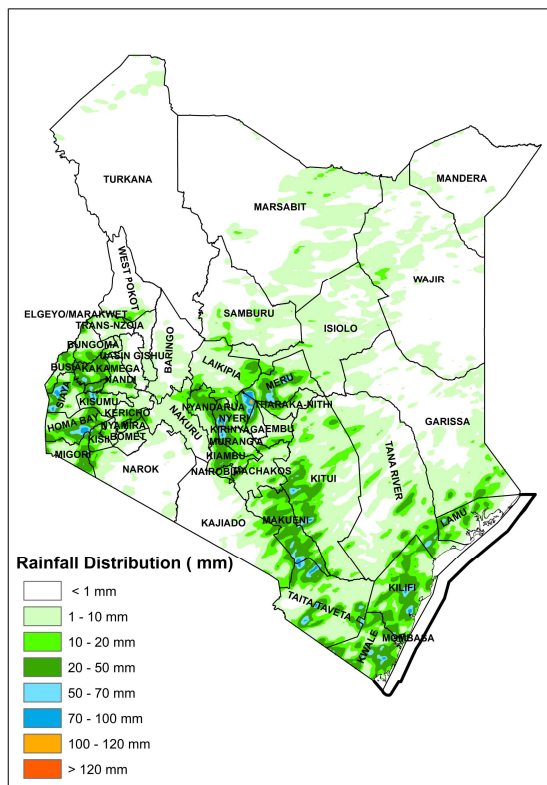 TURKANA
MANDERA
MARSABIT
WEST POKOT
WAJIR
ELGEYO/MARAKWET
SAMBURU
TRANS-NZOIA
ISIOLO
BUNGOMA
UASIN GISHU
BARINGO
LAIKIPIA
BUSIA
KAKAMEGA
NANDI
MERU
SIAYA
KISUMU
NYANDARUA
THARAKA-NITHI
KERICHO
NAKURU
NYERI
GARISSA
HOMA BAY
NYAMIRA
KIRINYAGA
EMBU
KISII
BOMET
MURANG'A
MIGORI
KIAMBU
TANA RIVER
NAROK
NAIROBI
MACHAKOS
KITUI
KAJIADO
MAKUENI
LAMU
Rainfall Distribution ( mm)
< 1 mm
KILIFI
TAITA/TAVETA
1 - 10 mm
10 - 20 mm
MOMBASA
KWALE
20 - 50 mm
50 - 70 mm
70 - 100 mm
100 - 120 mm
> 120 mm